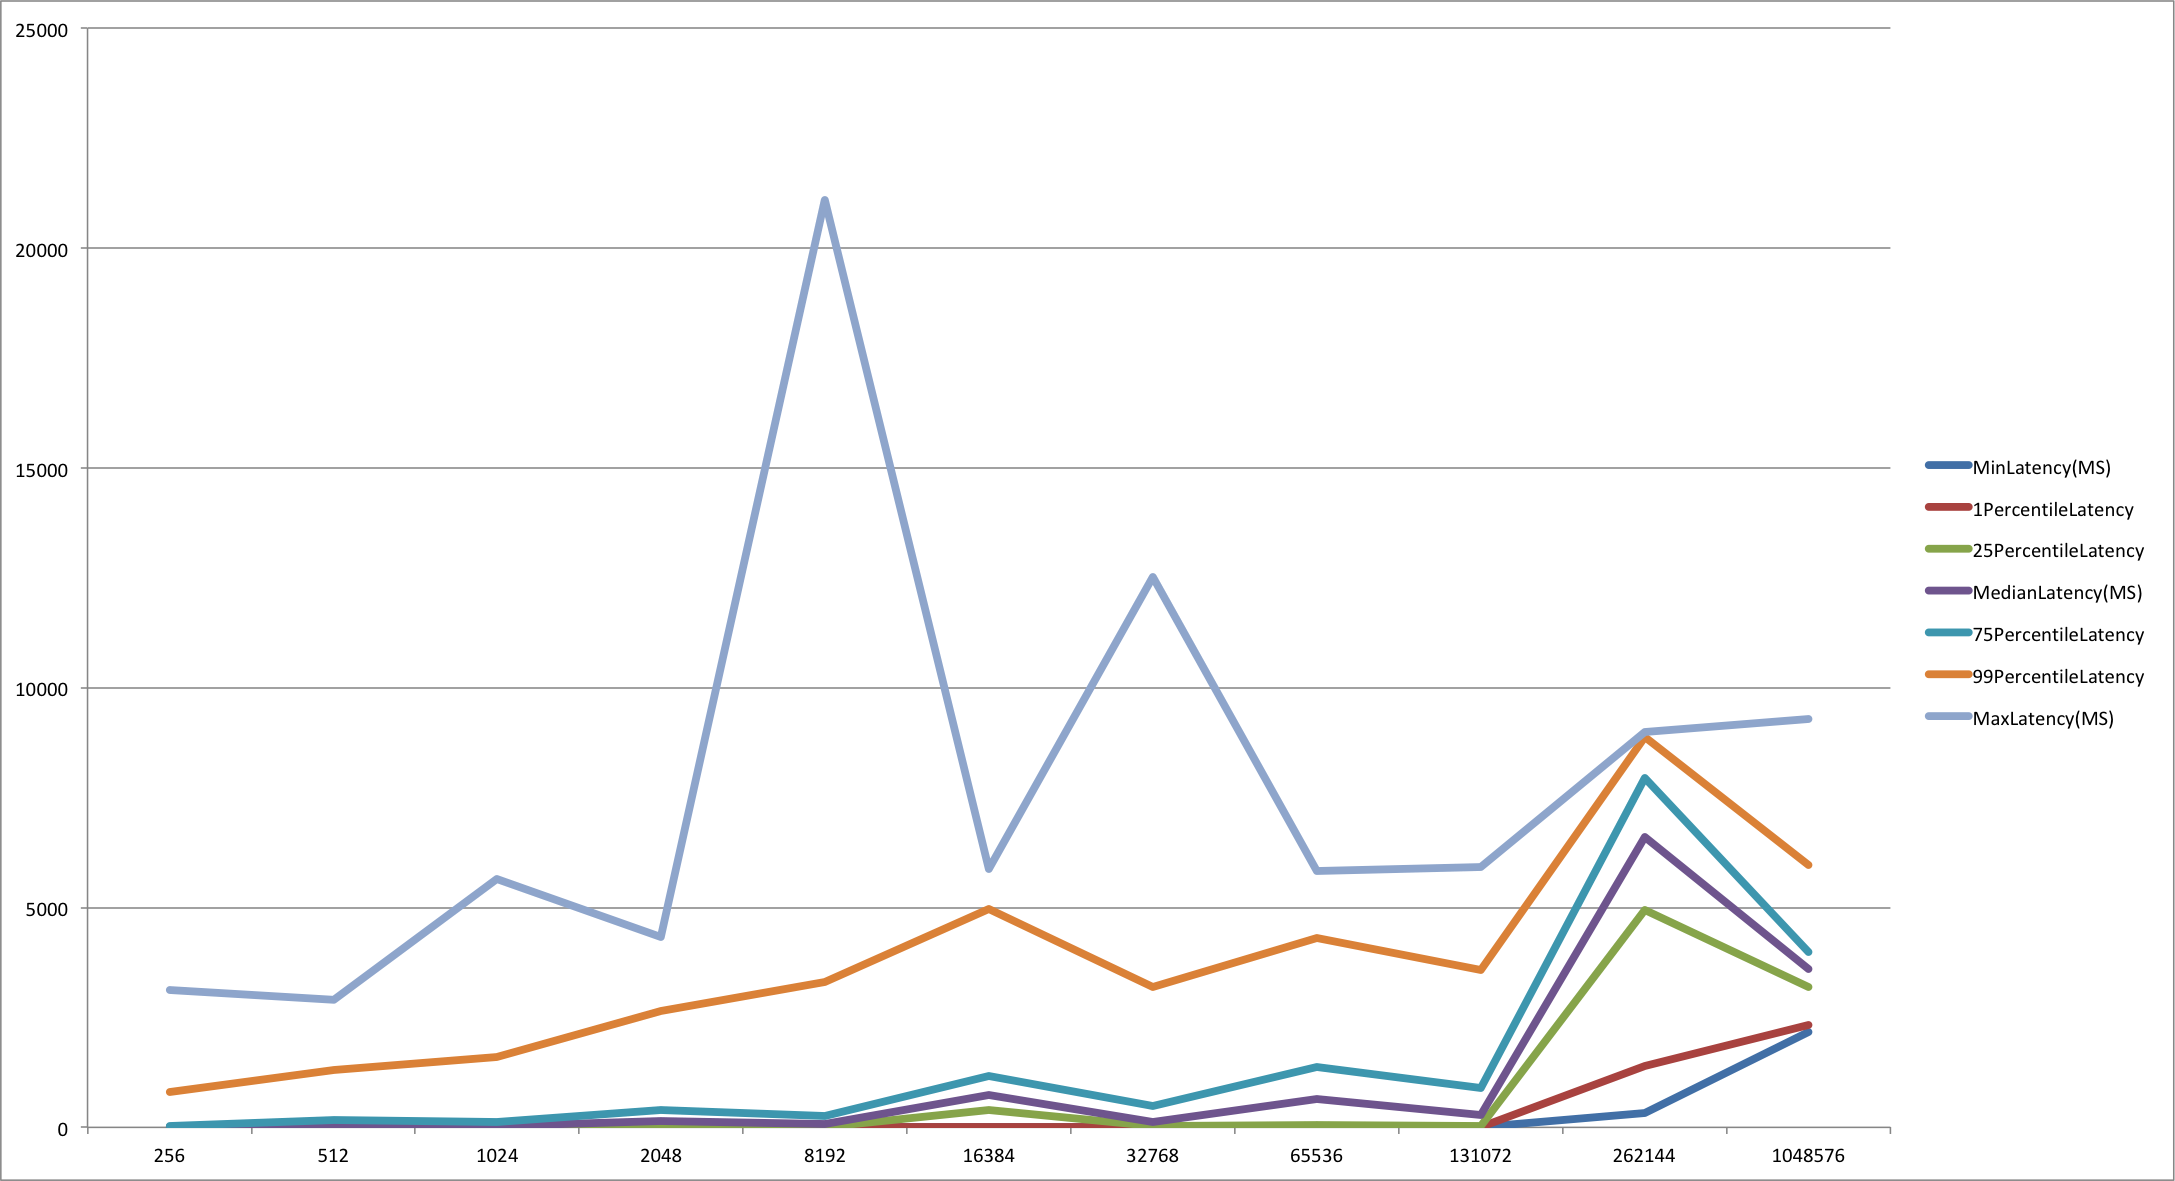 25000
20000
15000
10000
5000
0
256 512 1024 2048 8192 16384 32768 65536 131072 262144 1048576
MinLatency(MS)
1PercentileLatency
25PercentileLatency
MedianLatency(MS)
75PercentileLatency
99PercentileLatency
MaxLatency(MS)